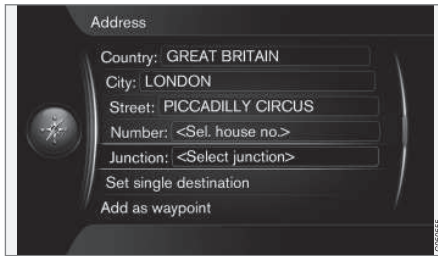 Address
Country: GREAT BRITAIN
City: LONDON
Street: PICCADILLY CIRCUS
Number: <Sel. house no.>
Junction: <Select junction>
Set single destination
Add as waypoint